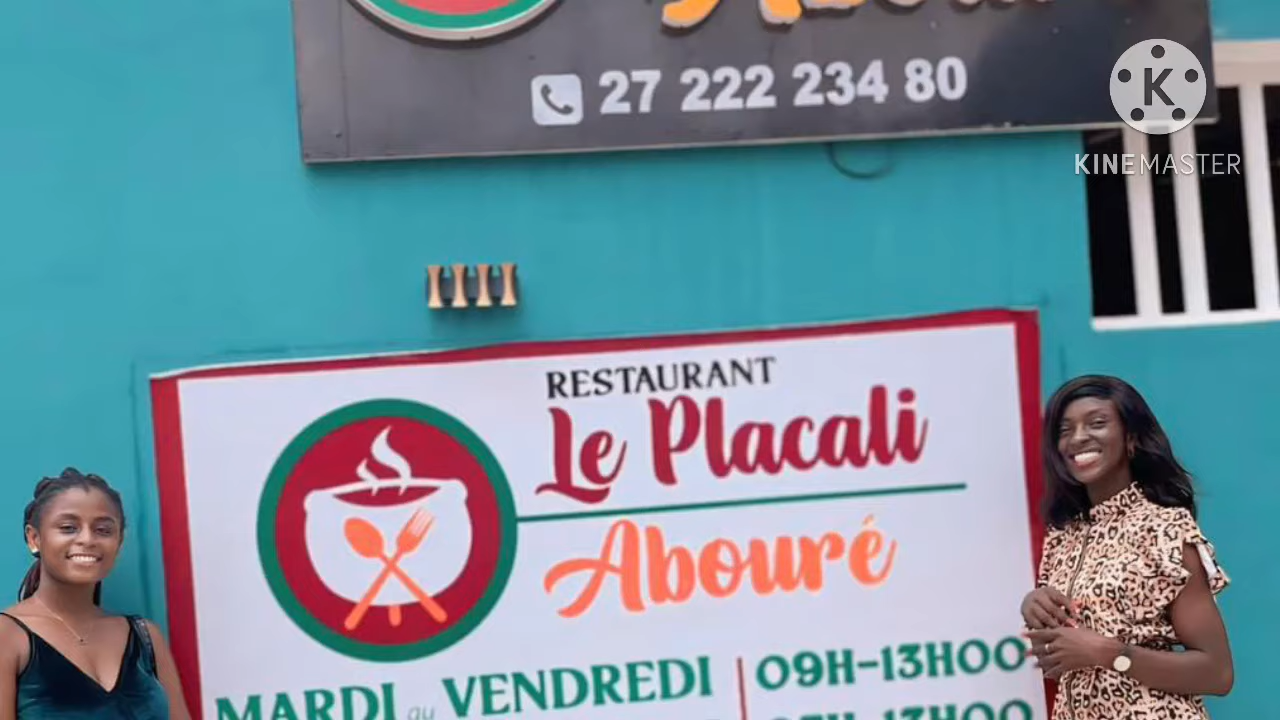 27 222 234 80
K
KINEMASTER
RESTAURANT
Le Placali
Abouré
MARDI au VENDREDI | 09H-13H00